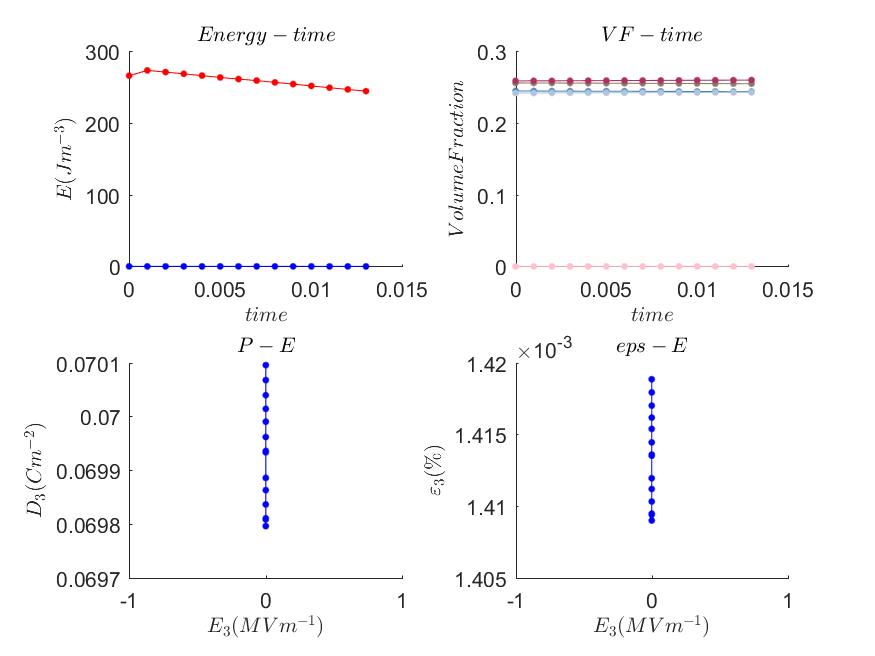 Energy − time
300
200
100
0
E(Jm⁻³)
0 0.005 0.01 0.015
time
VF − time
0.3
0.2
0.1
0
VolumeFraction
0 0.005 0.01 0.015
time
P − E
0.0701
0.07
0.0699
0.0698
0.0697
D₃(Cm⁻²)
-1 0 1
E₃(MVm⁻¹)
eps − E
×10⁻³
1.42
1.415
1.41
1.405
ε₃(%)
-1 0 1
E₃(MVm⁻¹)